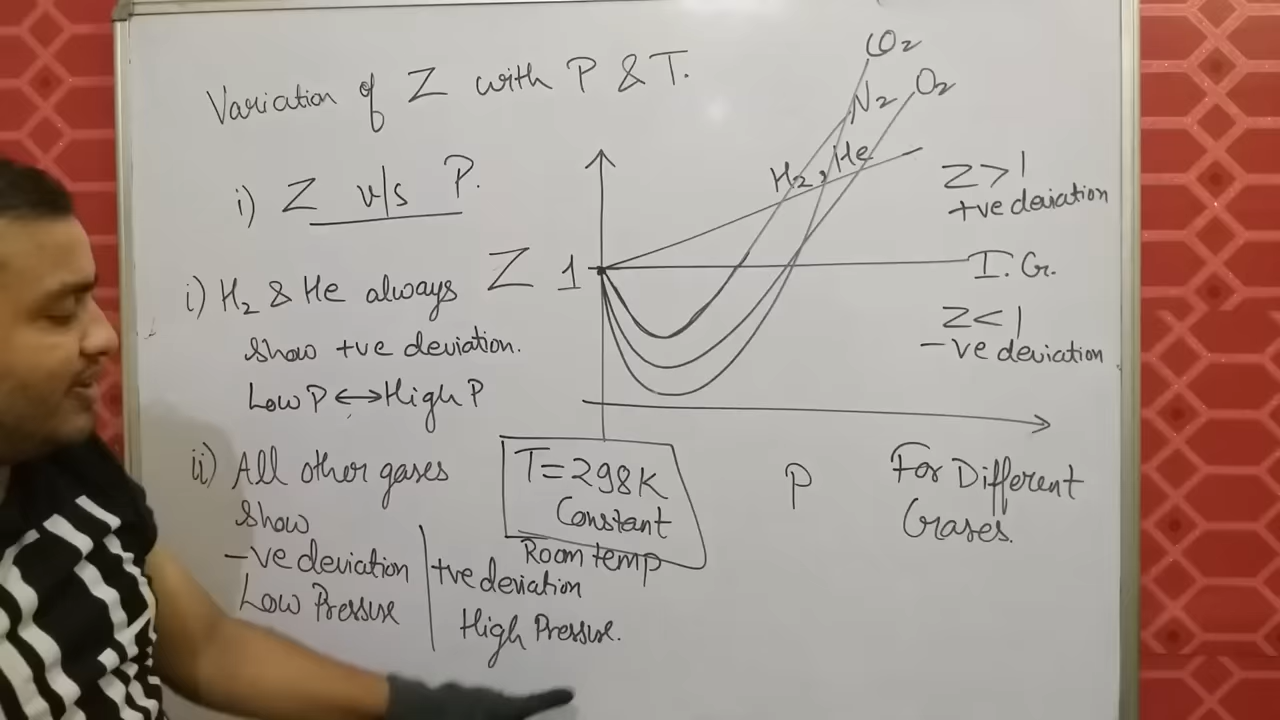 Variation of Z with P & T.
i) Z v/s P.
i) H₂ & He always
show +ve deviation.
Low P ↔ High P
ii) All other gases
show
-ve deviation | +ve deviation
Low Pressure | High Pressure.
CO₂
N₂
O₂
H₂, He
Z
1
Z>1
+ve deviation
I.G.
Z<1
-ve deviation
T=298K
Constant
Room temp
P
For Different
Gases.